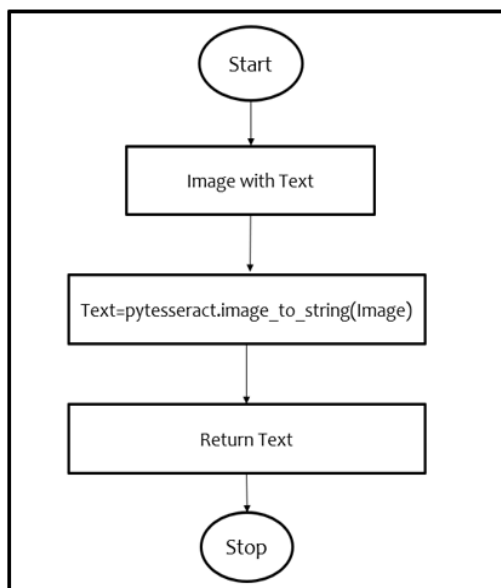 Start
Image with Text
Text=pytesseract.image_to_string(Image)
Return Text
Stop